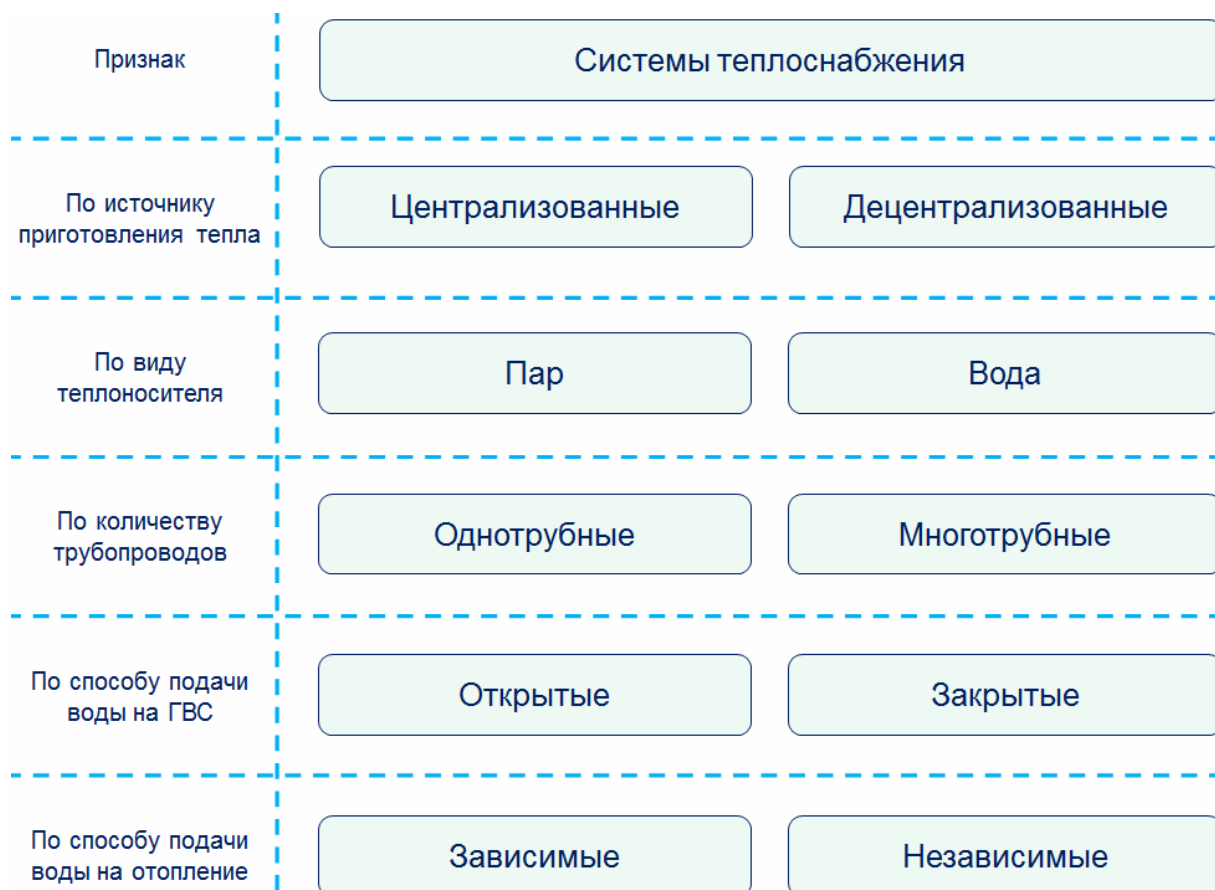 Признак
Системы теплоснабжения
По источнику
приготовления тепла
Централизованные
Децентрализованные
По виду
теплоносителя
Пар
Вода
По количеству
трубопроводов
Однотрубные
Многотрубные
По способу подачи
воды на ГВС
Открытые
Закрытые
По способу подачи
воды на отопление
Зависимые
Независимые